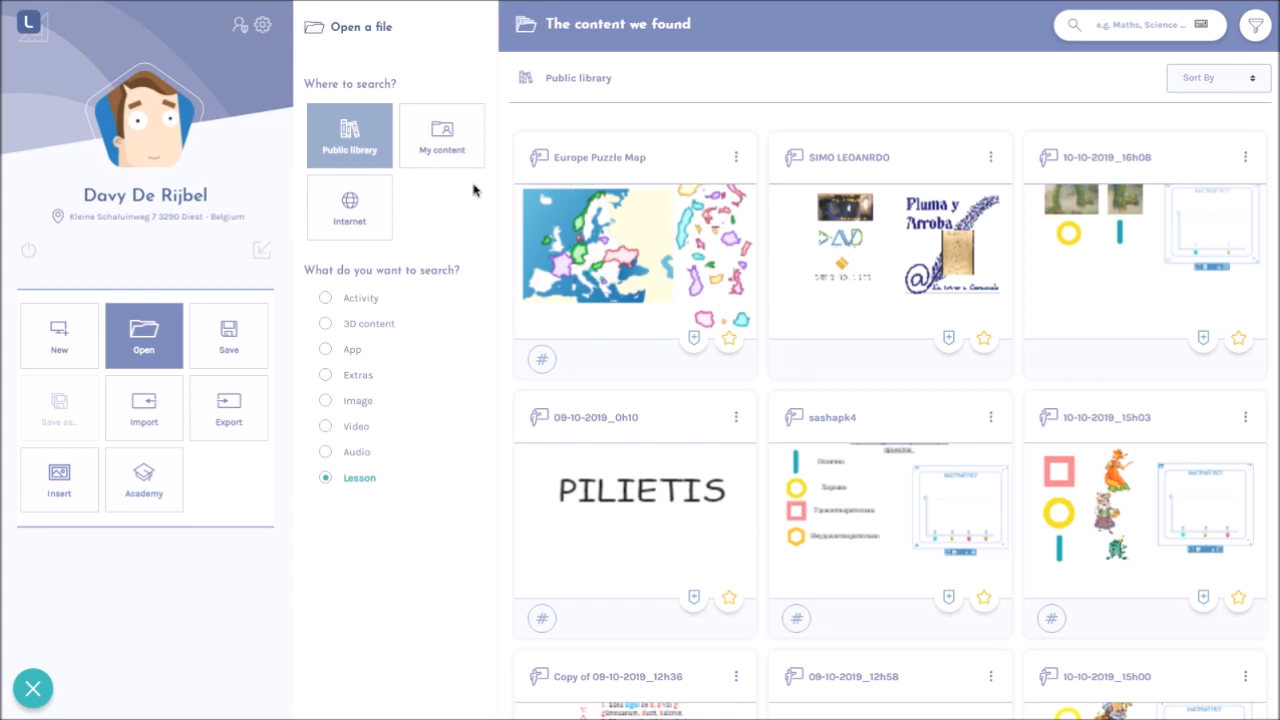 L
Davy De Rijbel
Kleine Schaluinweg 7 3290 Diest - Belgium
New
Open
Save
Save as...
Import
Export
Insert
Academy
Open a file
Where to search?
Public library
My content
Internet
What do you want to search?
Activity
3D content
App
Extras
Image
Video
Audio
Lesson
The content we found
e.g. Maths, Science ...
Public library
Sort By
Europe Puzzle Map
SIMO LEOANRDO
Pluma y
Arroba
@
10-10-2019_16h08
#
09-10-2019_0h10
PILIETIS
#
sashapk4
#
10-10-2019_15h03
#
Copy of 09-10-2019_12h36
09-10-2019_12h58
10-10-2019_15h00